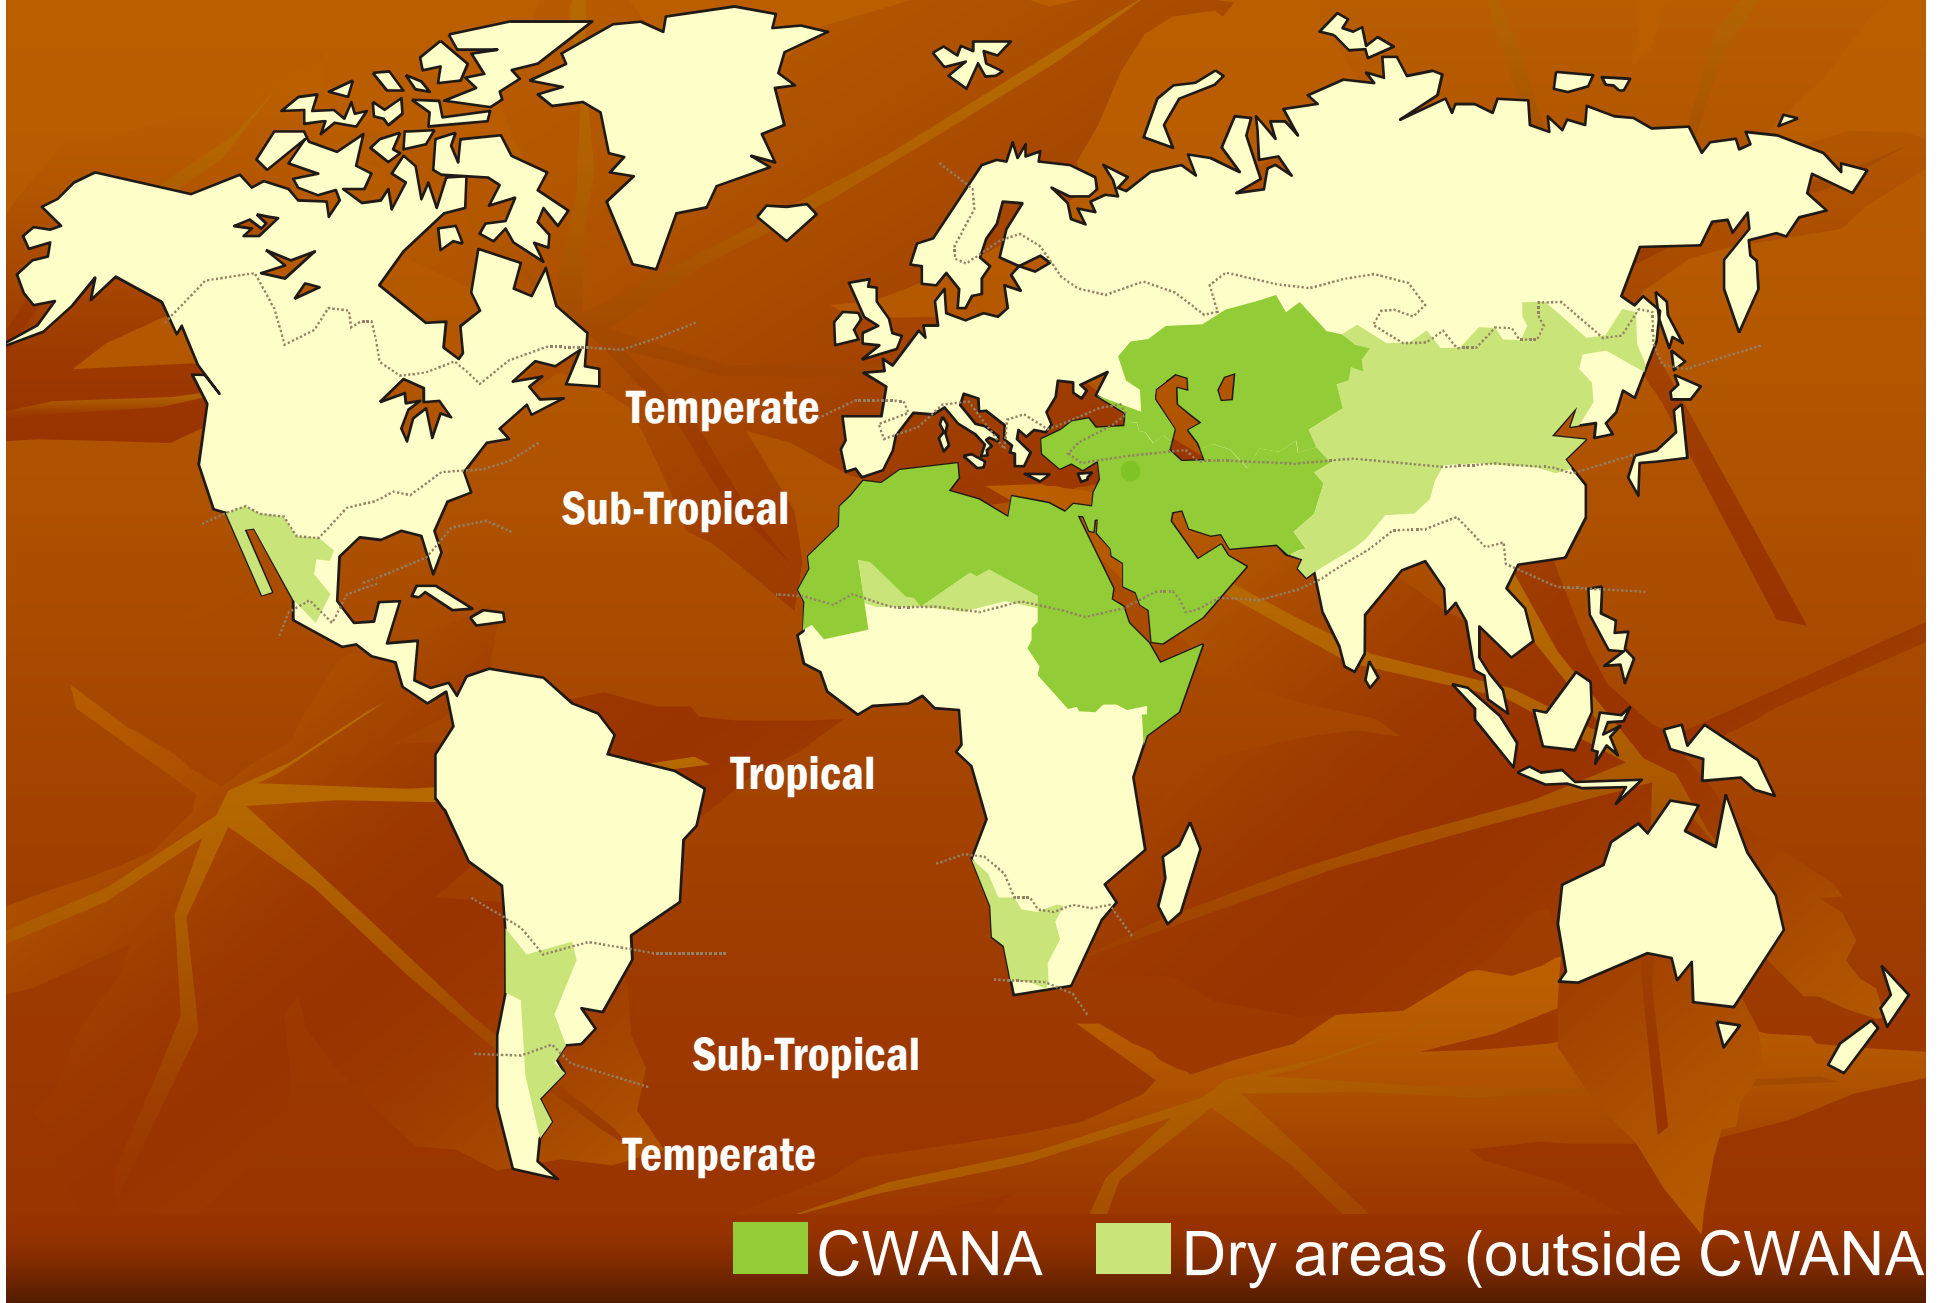 Temperate
Sub-Tropical
Tropical
Sub-Tropical
Temperate
CWANA
Dry areas (outside CWANA